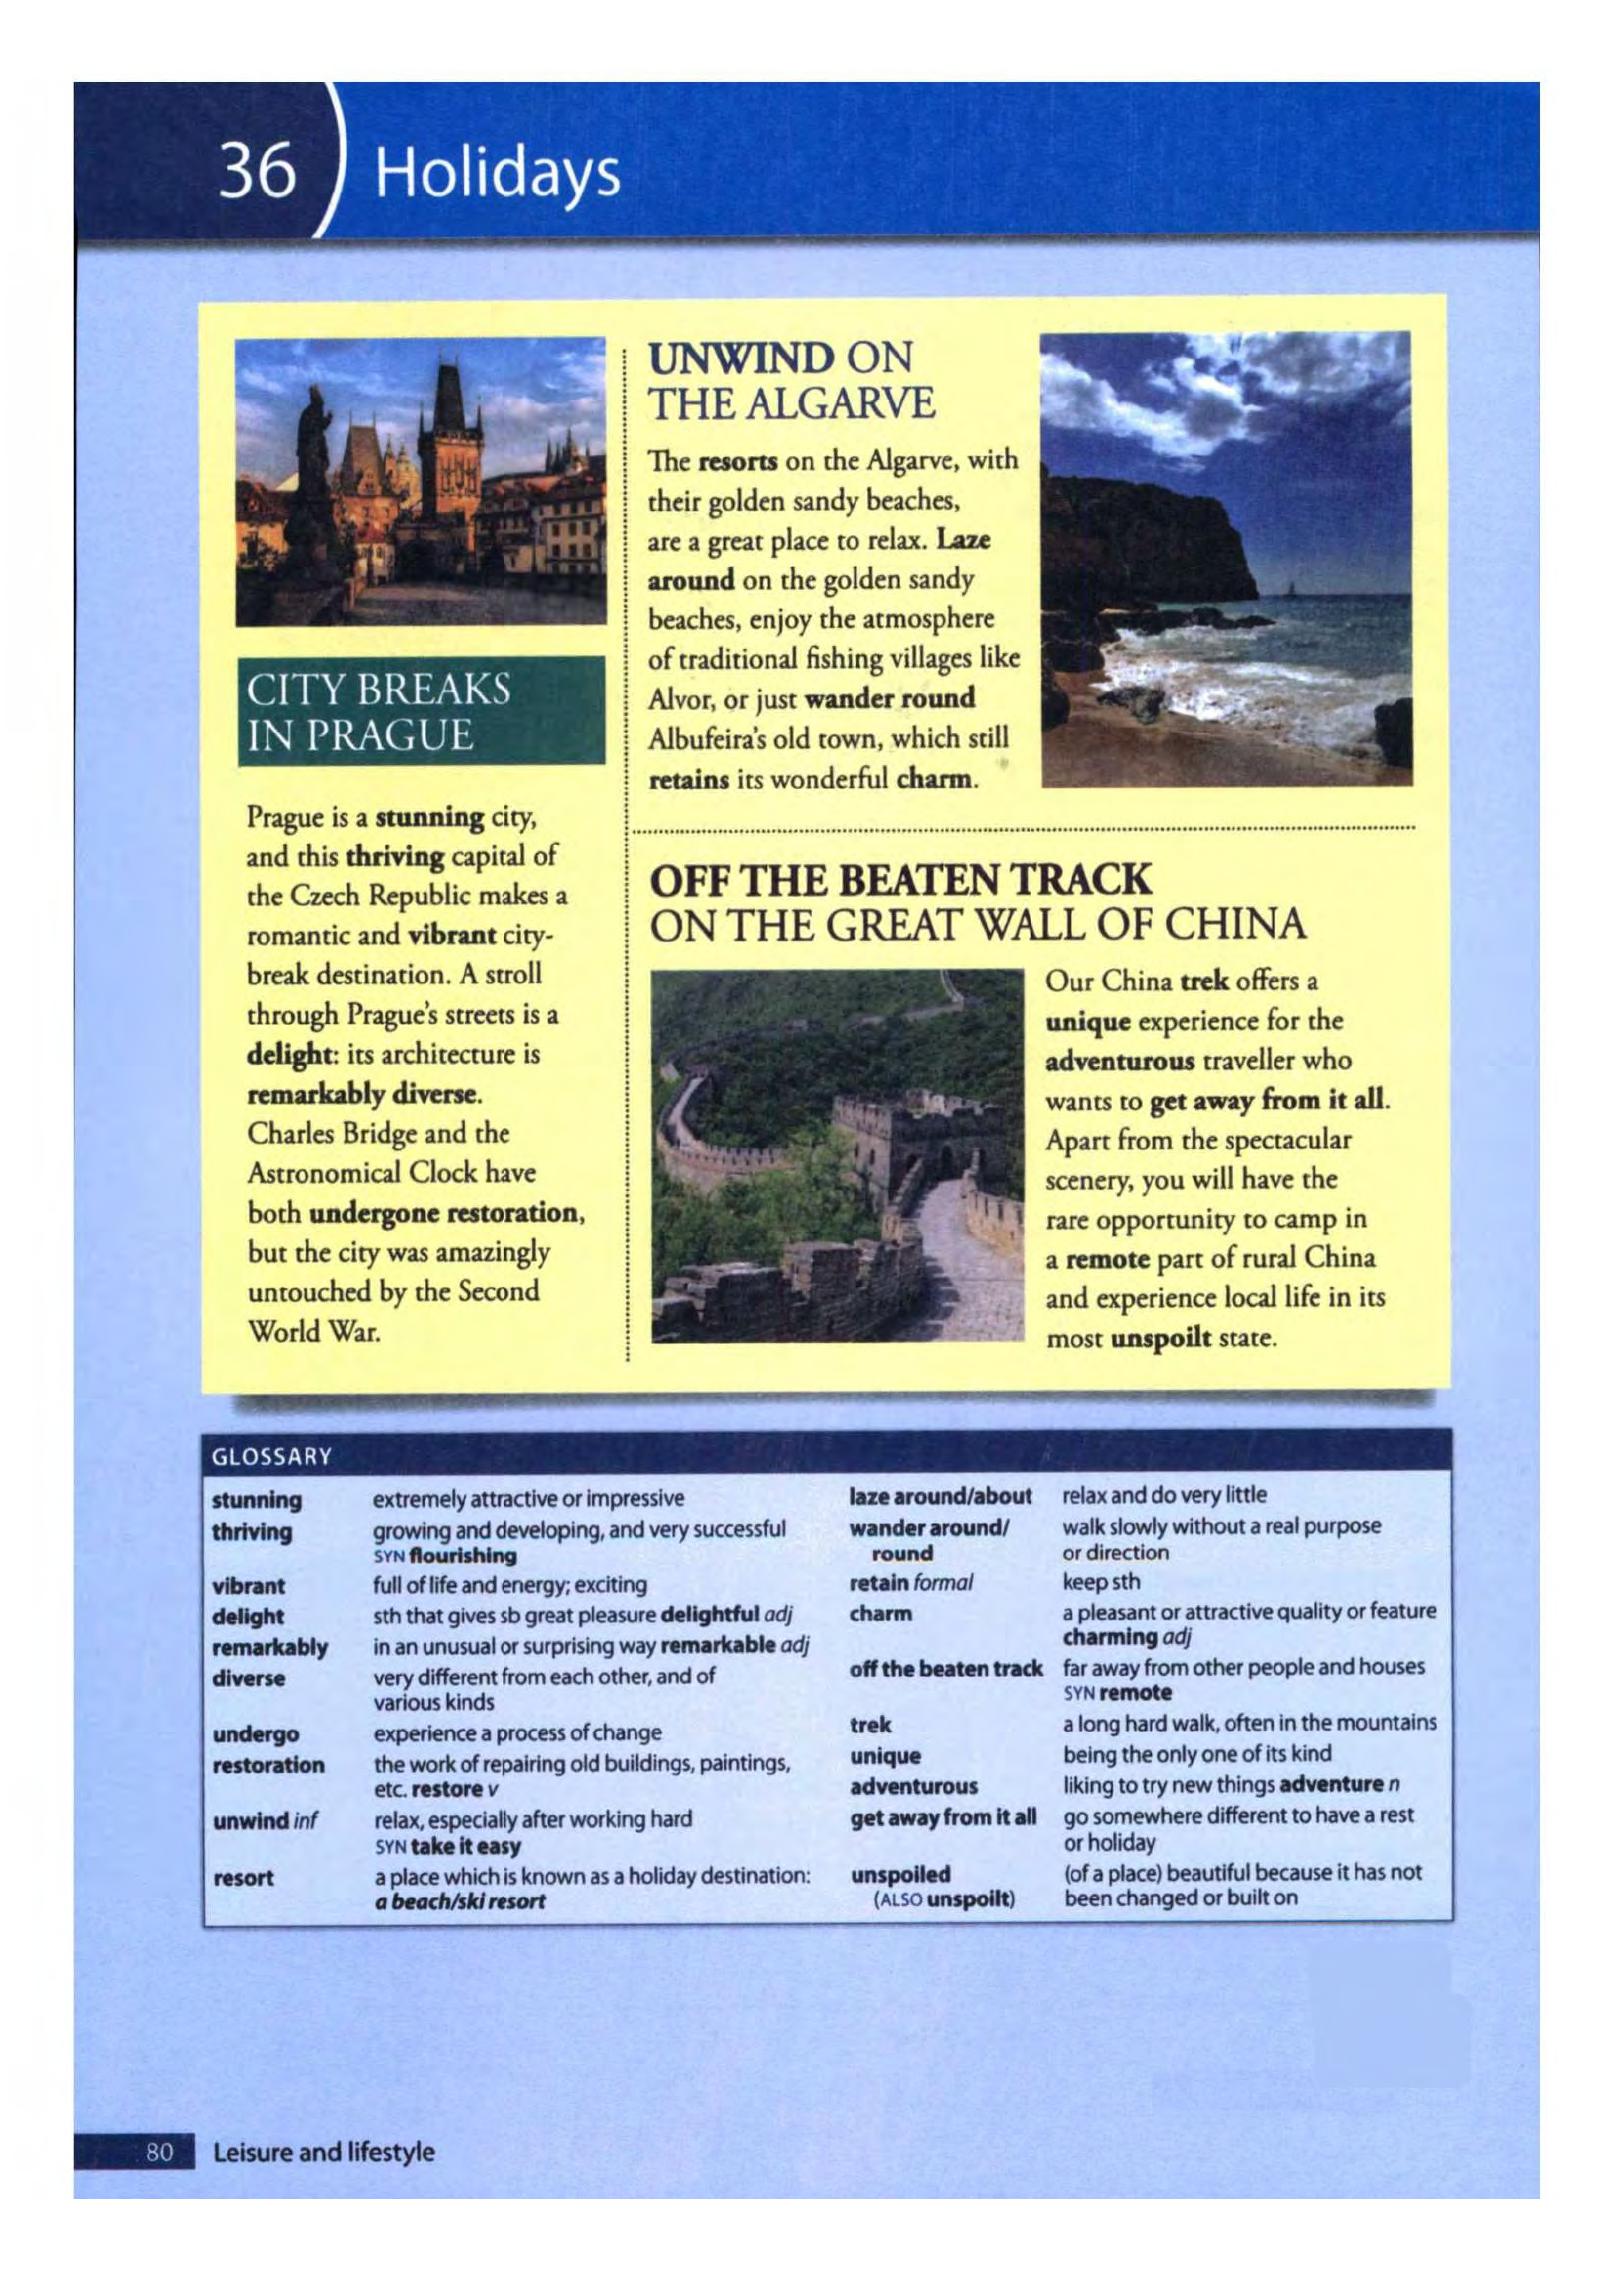 36
Holidays
CITY BREAKS
IN PRAGUE
Prague is a stunning city,
and this thriving capital of
the Czech Republic makes a
romantic and vibrant city-
break destination. A stroll
through Prague's streets is a
delight: its architecture is
remarkably diverse.
Charles Bridge and the
Astronomical Clock have
both undergone restoration,
but the city was amazingly
untouched by the Second
World War.
UNWIND ON
THE ALGARVE
The resorts on the Algarve, with
their golden sandy beaches,
are a great place to relax. Laze
around on the golden sandy
beaches, enjoy the atmosphere
of traditional fishing villages like
Alvor, or just wander round
Albufeira's old town, which still
retains its wonderful charm.
OFF THE BEATEN TRACK
ON THE GREAT WALL OF CHINA
Our China trek offers a
unique experience for the
adventurous traveller who
wants to get away from it all.
Apart from the spectacular
scenery, you will have the
rare opportunity to camp in
a remote part of rural China
and experience local life in its
most unspoilt state.
GLOSSARY
stunning extremely attractive or impressive
thriving growing and developing, and very successful
SYN flourishing
vibrant full of life and energy; exciting
delight sth that gives sb great pleasure delightful adj
remarkably in an unusual or surprising way remarkable adj
diverse very different from each other, and of
various kinds
undergo experience a process of change
restoration the work of repairing old buildings, paintings,
etc. restore v
unwind inf relax, especially after working hard
SYN take it easy
resort a place which is known as a holiday destination:
a beach/ski resort
laze around/about relax and do very little
wander around/ walk slowly without a real purpose
round or direction
retain formal keep sth
charm a pleasant or attractive quality or feature
charming adj
off the beaten track far away from other people and houses
SYN remote
trek a long hard walk, often in the mountains
unique being the only one of its kind
adventurous liking to try new things adventure n
get away from it all go somewhere different to have a rest
or holiday
unspoiled (of a place) beautiful because it has not
(ALSO unspoilt) been changed or built on
80 Leisure and lifestyle